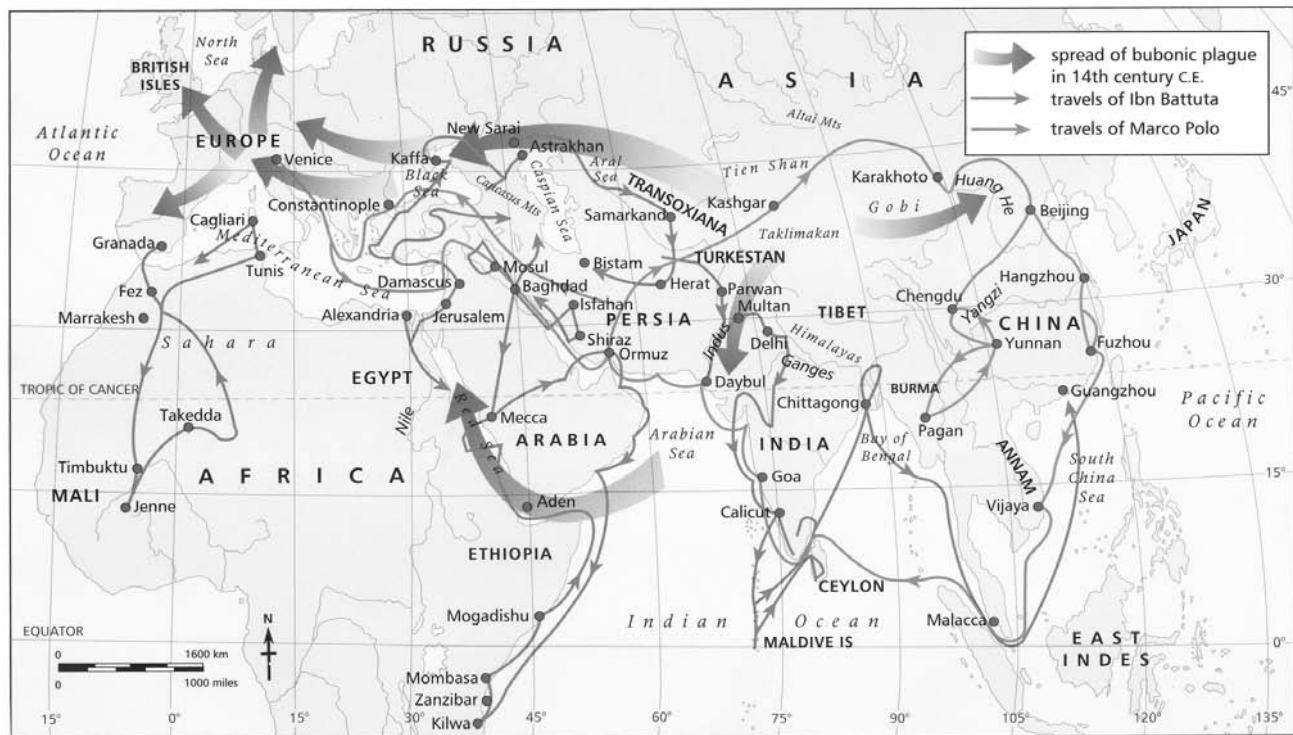 RUSSIA
North
Sea
BRITISH
ISLES
ASIA
spread of bubonic plague
in 14th century C.E.
travels of Ibn Battuta
travels of Marco Polo
45°
Atlantic
Ocean
EUROPE
Venice
New Sarai
Astrakhan
Kaffa
Black
Sea
Caucasus Mts
Caspian Sea
Aral
Sea
Altai Mts
Tien Shan
TRANSOXIANA
Karakhoto
Huang He
Gobi
Beijing
JAPAN
Constantinople
Samarkand
Kashgar
Taklimakan
Cagliari
Granada
Mediterranean Sea
Tunis
Fez
Marrakesh
Damascus
Alexandria
Jerusalem
Mosul
Baghdad
Bistam
Isfahan
Herat
TURKESTAN
Parwan
Multan
PERSIA
Shiraz
Ormuz
Indus
Delhi
Ganges
Himalayas
TIBET
Chengdu
Yangzi
Hangzhou
CHINA
30°
Yunnan
Fuzhou
Sahara
EGYPT
Nile
Red Sea
Mecca
ARABIA
Daybul
Chittagong
BURMA
Pagan
Guangzhou
Pacific
Ocean
TROPIC OF CANCER
Takedda
Timbuktu
MALI
Jenne
AFRICA
Arabian
Sea
INDIA
Goa
Calicut
Bay of
Bengal
ANNAM
Vijaya
South
China
Sea
15°
Aden
ETHIOPIA
Mogadishu
CEYLON
Indian Ocean
MALDIVE IS
Malacca
EAST
INDES
0°
EQUATOR
N
0 1600 km
0 1000 miles
Mombasa
Zanzibar
Kilwa
15° 0° 15° 30° 45° 60° 75° 90° 105° 120° 135°